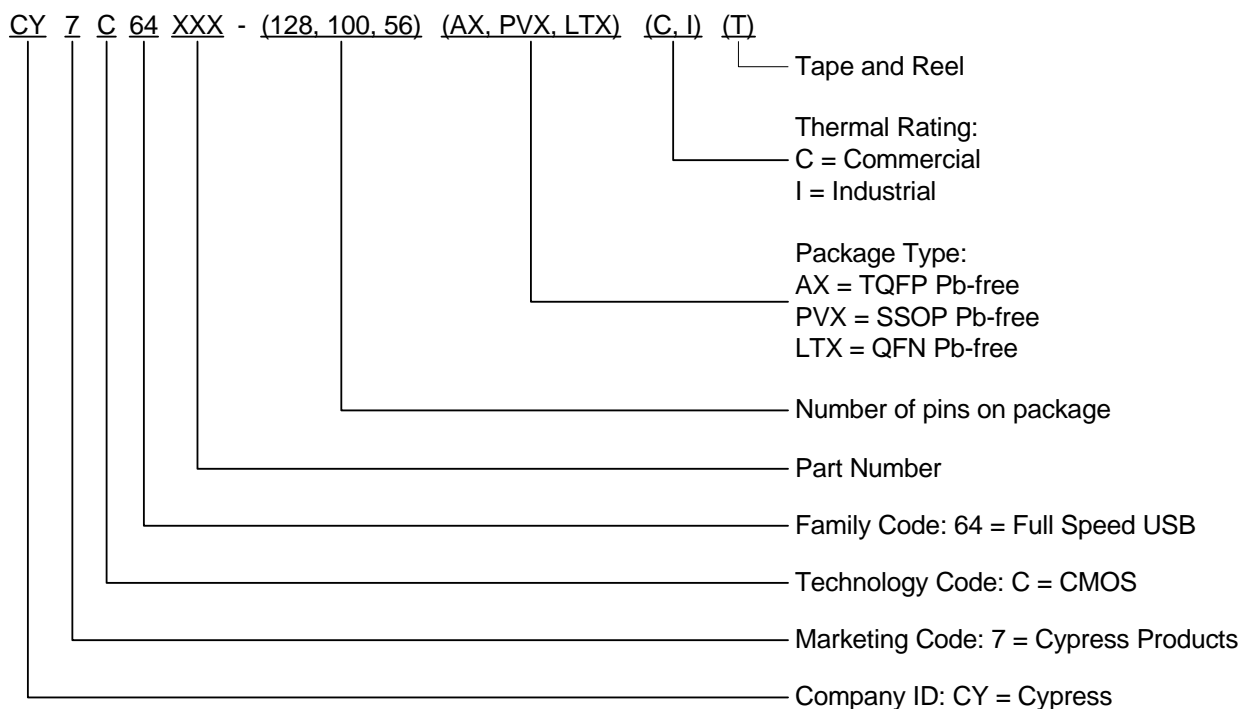 CY 7 C 64 XXX - (128, 100, 56) (AX, PVX, LTX) (C, I) (T)
Tape and Reel
Thermal Rating:
C = Commercial
I = Industrial
Package Type:
AX = TQFP Pb-free
PVX = SSOP Pb-free
LTX = QFN Pb-free
Number of pins on package
Part Number
Family Code: 64 = Full Speed USB
Technology Code: C = CMOS
Marketing Code: 7 = Cypress Products
Company ID: CY = Cypress